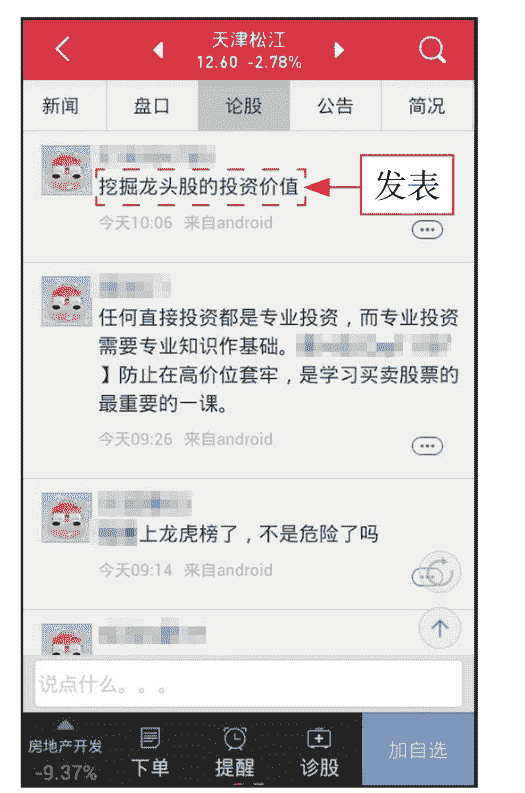 天津松江
12.60 -2.78%
新闻 盘口 论股 公告 简况
挖掘龙头股的投资价值
发表
今天10:06 来自android
任何直接投资都是专业投资，而专业投资
需要专业知识作基础。
】防止在高价位套牢，是学习买卖股票的
最重要的一课。
今天09:26 来自android
上龙虎榜了，不是危险了吗
今天09:14 来自android
说点什么。。。
房地产开发
-9.37%
下单 提醒 诊股 加自选